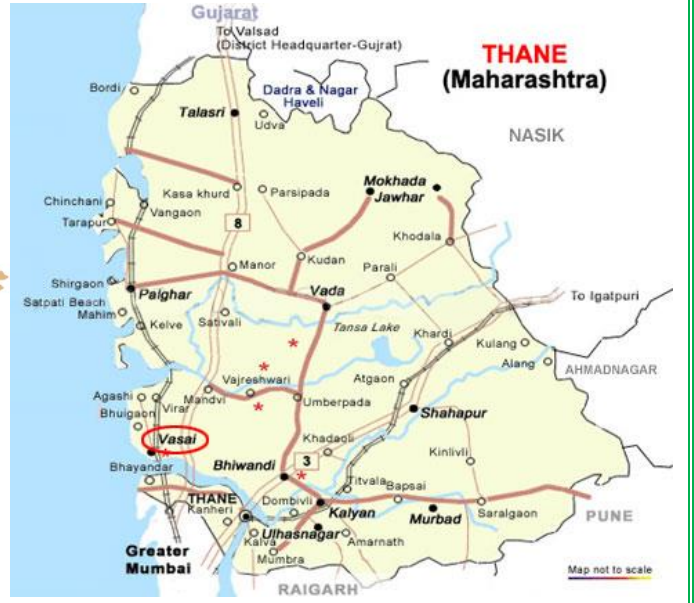 Gujarat
To Valsad
(District Headquarter-Gujrat)
THANE
(Maharashtra)
Bordi
Dadra & Nagar
Haveli
Talasri
Udva
NASIK
Mokhada
Jawhar
Kasa khurd
Parsipada
Chinchani
Vangaon
Tarapur
8
Khodala
Manor
Kudan
Parali
Shirgaon
Palghar
Vada
To Igatpuri
Satpati Beach
Mahim
Sativali
Tansa Lake
Kelve
Khardi
Kulang
Alang
AHMADNAGAR
Vajreshwari
Atgaon
Agashi
Virar
Mandvi
Umberpada
Bhuigaon
Shahapur
Vasai
Khadaoli
Kinlivli
Bhayandar
Bhiwandi
3
Titvala
Bapsai
THANE
Dombivli
Kalyan
Saralgaon
Kanheri
Murbad
PUNE
Ulhasnagar
Kalva
Amarnath
Greater
Mumbai
Mumbra
Map not to scale
RAIGARH